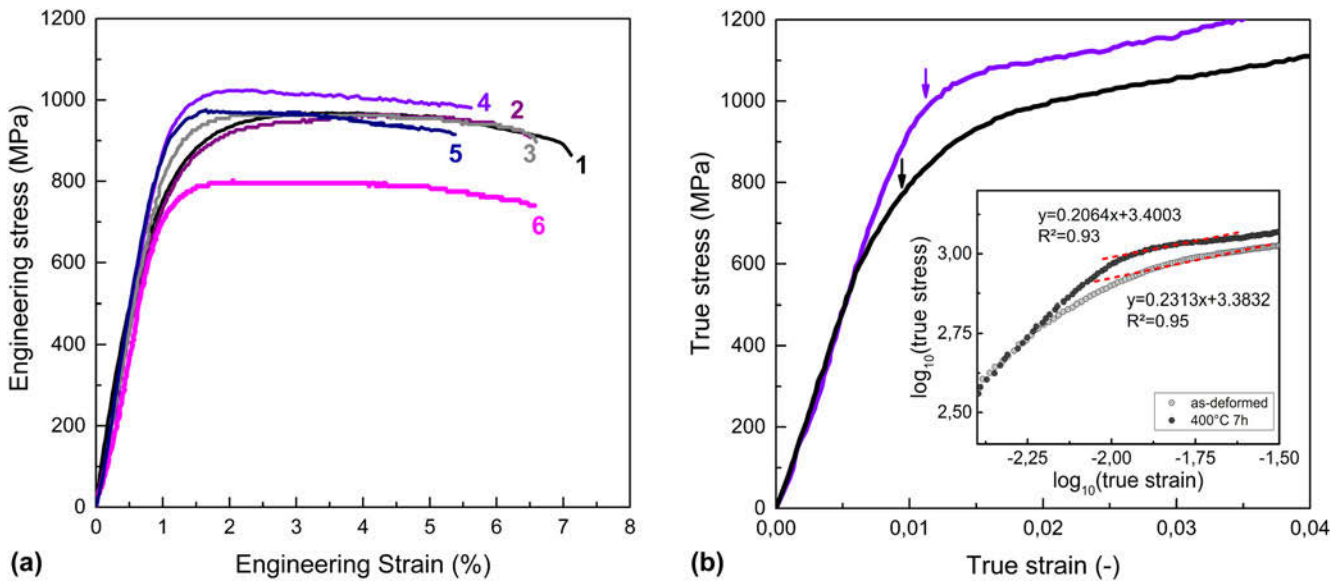 1200
1000
800
600
400
200
0
0 1 2 3 4 5 6 7 8
Engineering stress (MPa)
Engineering Strain (%)
4
2
5
3
1
6
(a)
1200
1000
800
600
400
200
0
0,00 0,01 0,02 0,03 0,04
True stress (MPa)
True strain (-)
y=0.2064x+3.4003
R²=0.93
y=0.2313x+3.3832
R²=0.95
3,00
2,75
2,50
log₁₀(true stress)
as-deformed
400°C 7h
-2,25 -2,00 -1,75 -1,50
log₁₀(true strain)
(b)